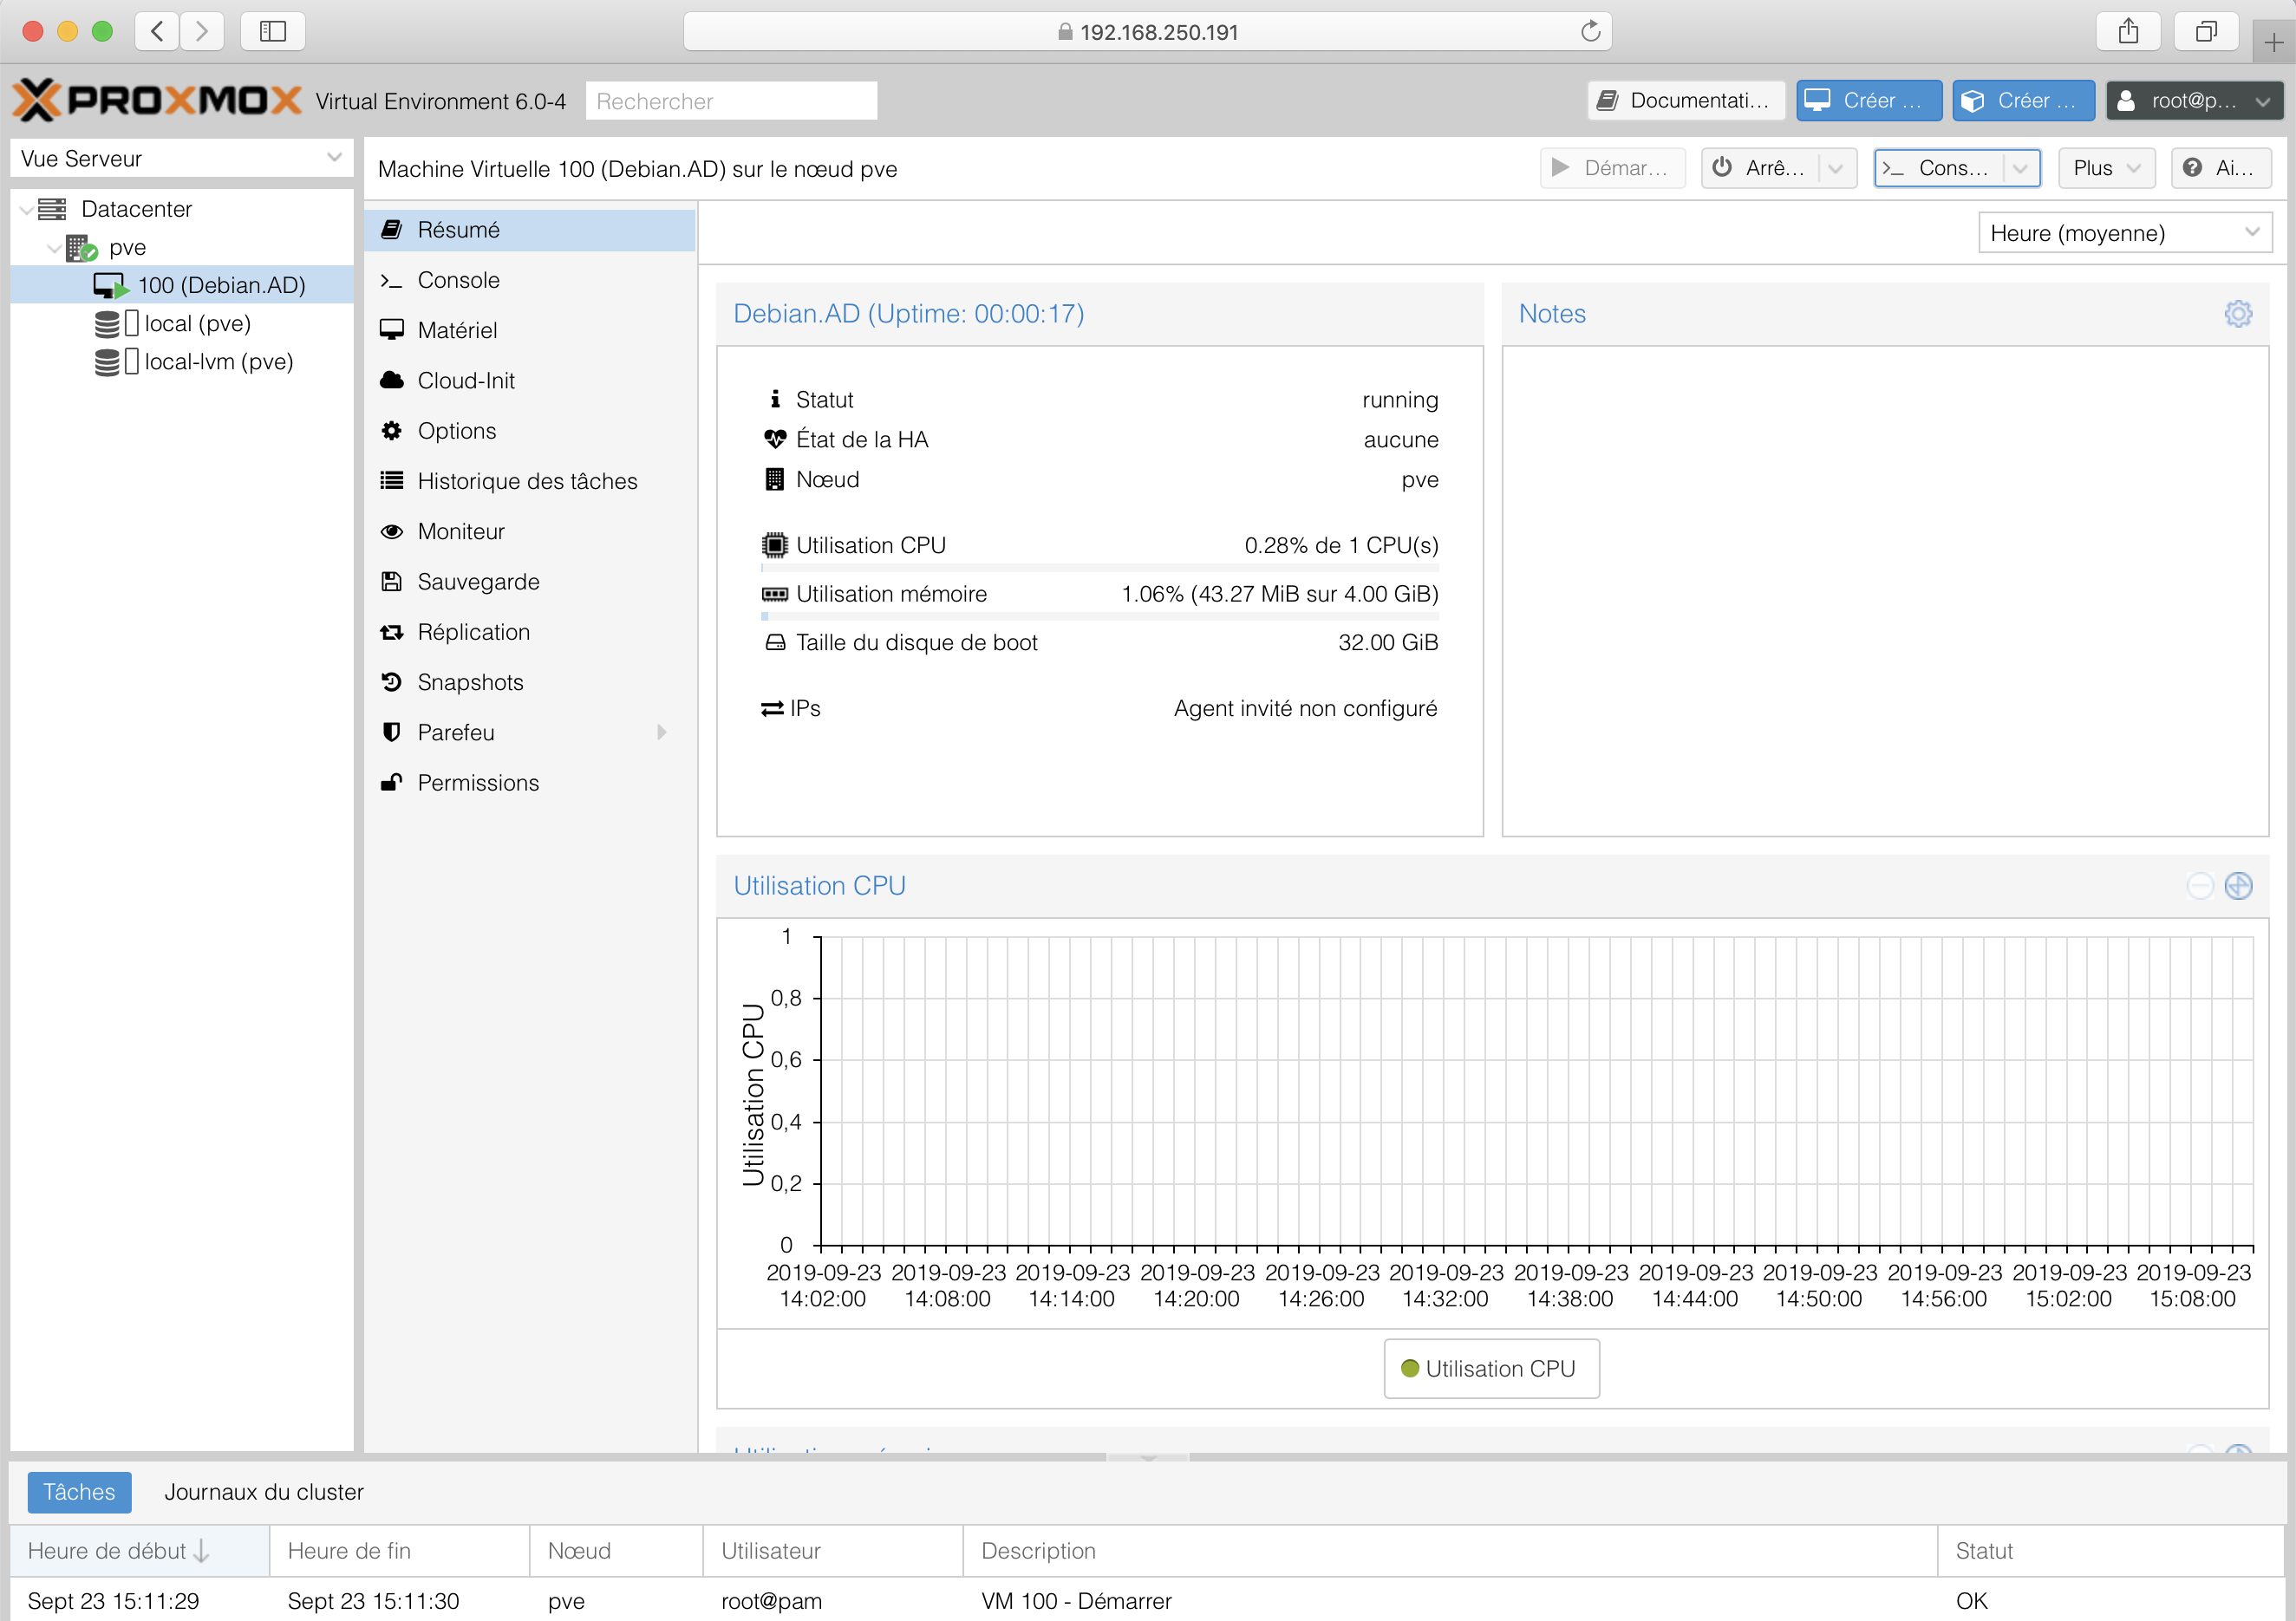 192.168.250.191
PROXMOX Virtual Environment 6.0-4 Rechercher Documentati... Créer ... Créer ... root@p...
Vue Serveur
Datacenter
pve
100 (Debian.AD)
local (pve)
local-lvm (pve)
Machine Virtuelle 100 (Debian.AD) sur le nœud pve Démar... Arrê... Cons... Plus Ai...
Résumé
Console
Matériel
Cloud-Init
Options
Historique des tâches
Moniteur
Sauvegarde
Réplication
Snapshots
Parefeu
Permissions
Heure (moyenne)
Debian.AD (Uptime: 00:00:17)
Statut running
État de la HA aucune
Nœud pve
Utilisation CPU 0.28% de 1 CPU(s)
Utilisation mémoire 1.06% (43.27 MiB sur 4.00 GiB)
Taille du disque de boot 32.00 GiB
IPs Agent invité non configuré
Notes
Utilisation CPU
Utilisation CPU
1
0,8
0,6
0,4
0,2
0
2019-09-23 2019-09-23 2019-09-23 2019-09-23 2019-09-23 2019-09-23 2019-09-23 2019-09-23 2019-09-23 2019-09-23 2019-09-23 2019-09-23
14:02:00 14:08:00 14:14:00 14:20:00 14:26:00 14:32:00 14:38:00 14:44:00 14:50:00 14:56:00 15:02:00 15:08:00
Utilisation CPU
Tâches Journaux du cluster
Heure de début Heure de fin Nœud Utilisateur Description Statut
Sept 23 15:11:29 Sept 23 15:11:30 pve root@pam VM 100 - Démarrer OK